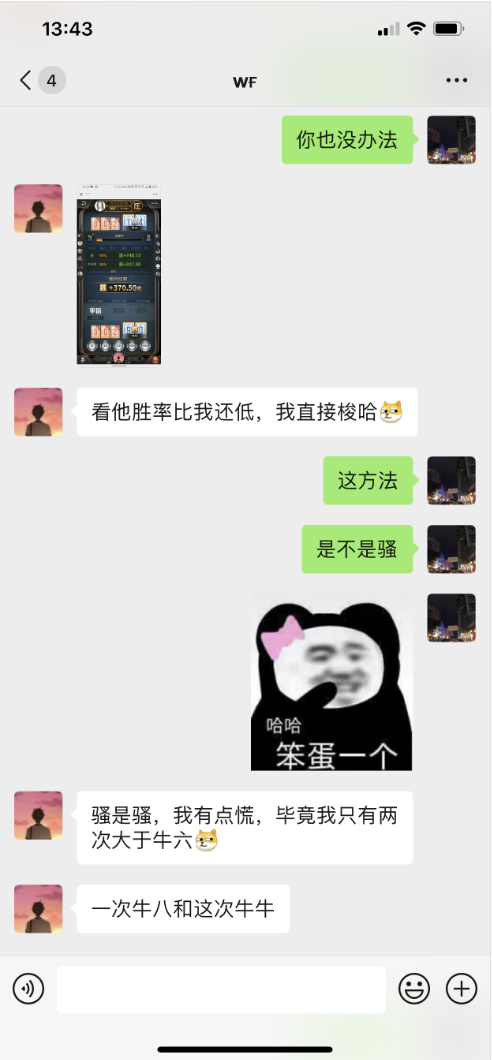 13:43
4
WF
你也没办法
+370.50
看他胜率比我还低，我直接梭哈
这方法
是不是骚
哈哈
笨蛋一个
骚是骚，我有点慌，毕竟我只有两
次大于牛六
一次牛八和这次牛牛